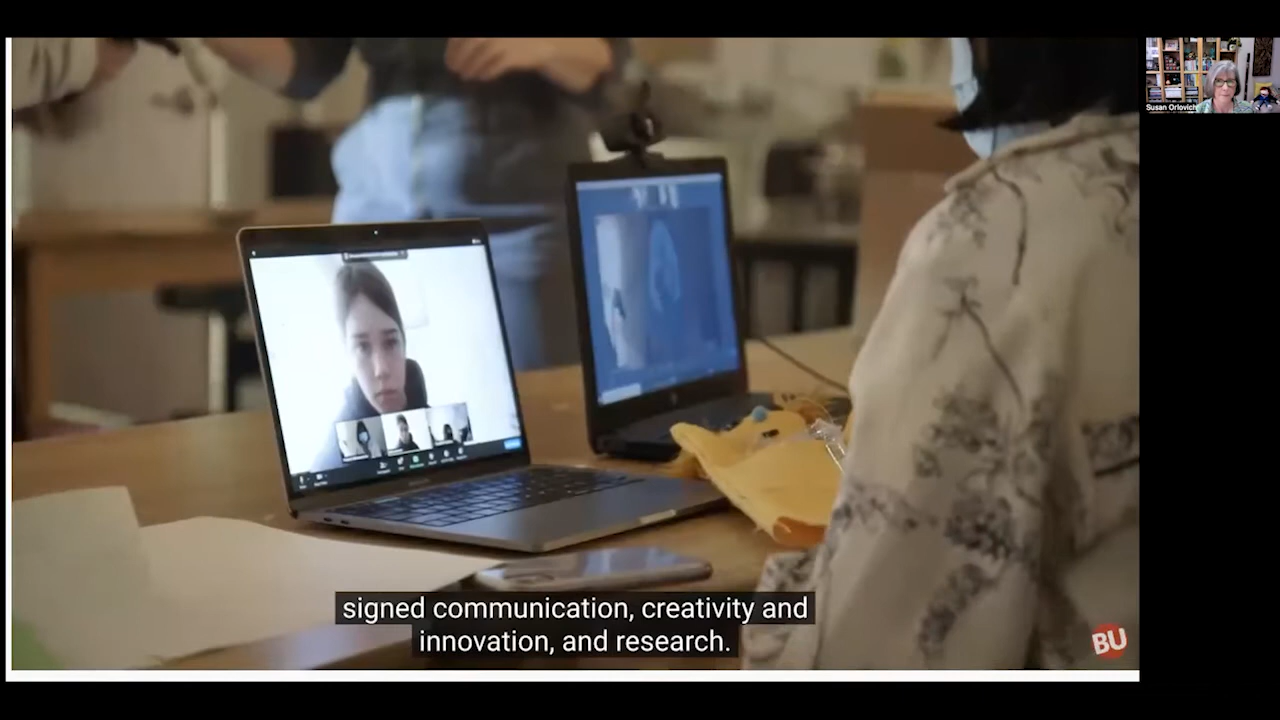 Susan Orlovich
signed communication, creativity and
innovation, and research.
BU